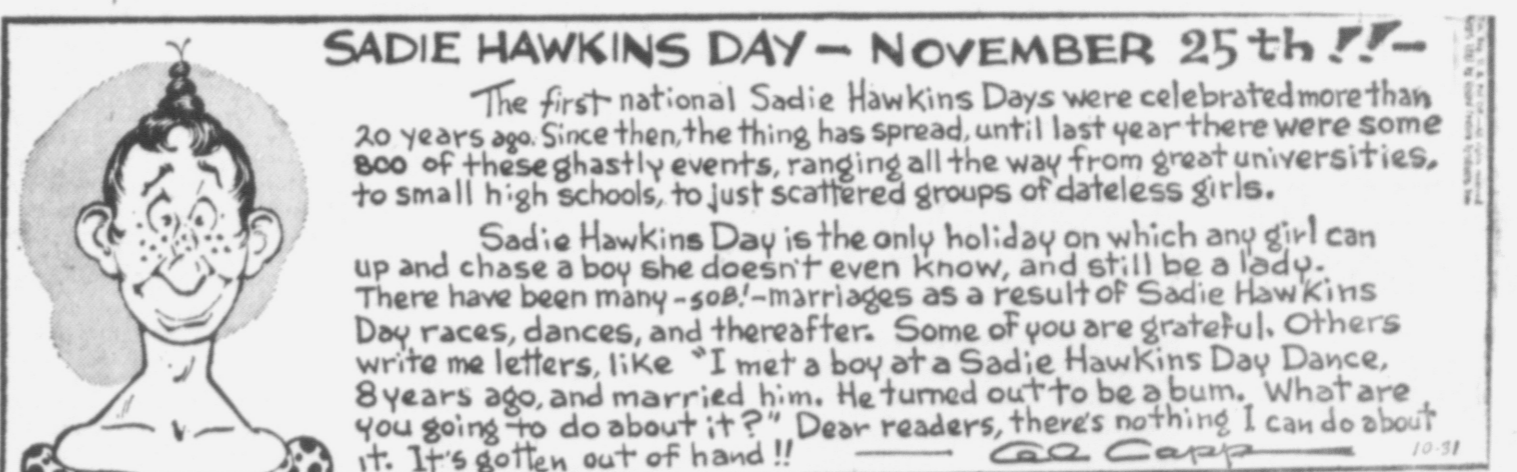 SADIE HAWKINS DAY - NOVEMBER 25th!!-
The first national Sadie Hawkins Days were celebrated more than
20 years ago. Since then, the thing has spread, until last year there were some
800 of these ghastly events, ranging all the way from great universities,
to small high schools, to just scattered groups of dateless girls.
Sadie Hawkins Day is the only holiday on which any girl can
up and chase a boy she doesn't even know, and still be a lady.
There have been many -SOB!- marriages as a result of Sadie Hawkins
Day races, dances, and thereafter. Some of you are grateful. Others
write me letters, like "I met a boy at a Sadie Hawkins Day Dance,
8 years ago, and married him. He turned out to be a bum. What are
you going to do about it?" Dear readers, there's nothing I can do about
it. It's gotten out of hand!! Al Capp
10-31